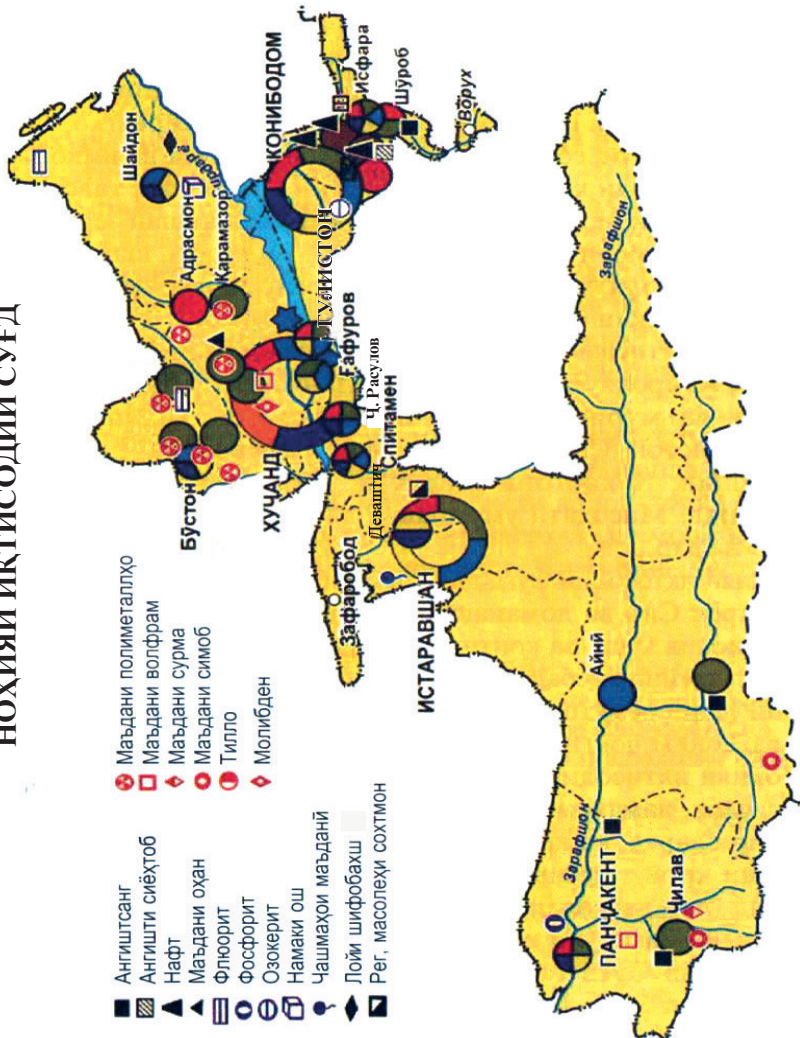 НОҲИЯИ ИҚТИСОДИИ СУҒД
Ангиштсанг
Ангишти сиёҳтоб
Нафт
Маъдани оҳан
Флюорит
Фосфорит
Озокерит
Намаки ош
Чашмаҳои маъданӣ
Лойи шифобахш
Рег, масолеҳи сохтмон
Маъдани полиметаллҳо
Маъдани волфрам
Маъдани сурма
Маъдани симоб
Тилло
Молибден
Шайдон
Адрасмон
Қарамазор
Сирдарё
Бӯстон
ХУҶАНД
ГУЛИСТОН
Ғафуров
Ҷ. Расулов
Спитамен
КОНИБОДОМ
Исфара
Шӯроб
Ворух
Деваштич
Зафаробод
ИСТАРАВШАН
Айнӣ
Зарафшон
Зарафшон
ПАНҶАКЕНТ
Ҷилав